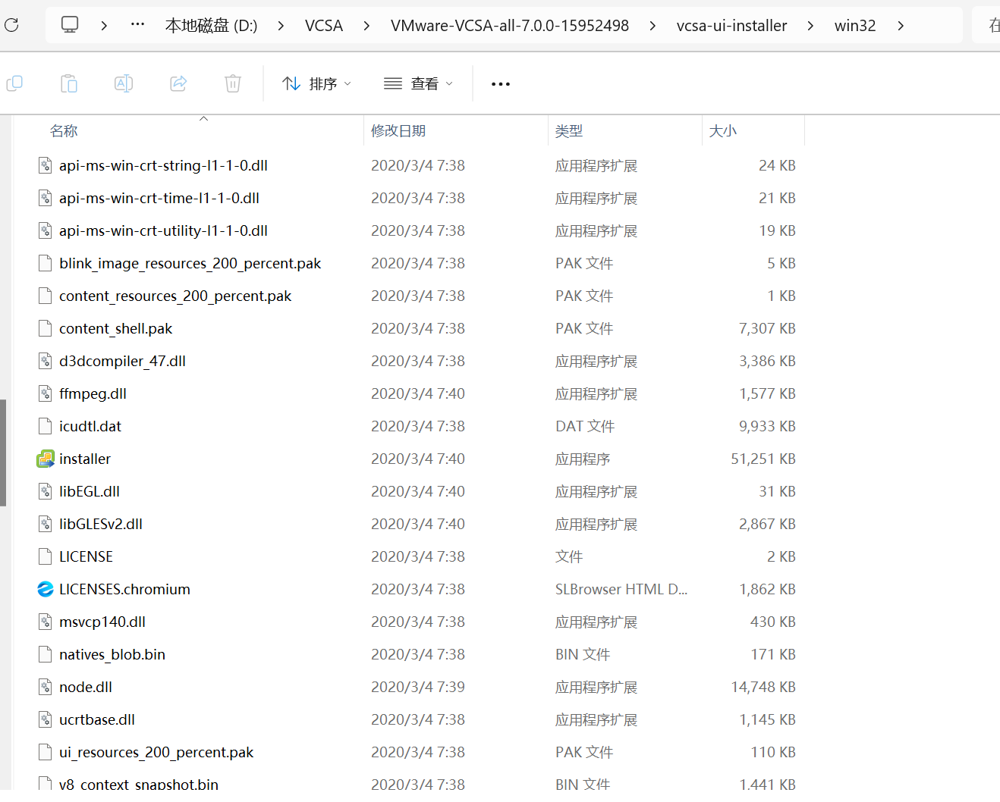 本地磁盘 (D:) VCSA VMware-VCSA-all-7.0.0-15952498 vcsa-ui-installer win32 在
排序 查看
名称 修改日期 类型 大小
api-ms-win-crt-string-l1-1-0.dll 2020/3/4 7:38 应用程序扩展 24 KB
api-ms-win-crt-time-l1-1-0.dll 2020/3/4 7:38 应用程序扩展 21 KB
api-ms-win-crt-utility-l1-1-0.dll 2020/3/4 7:38 应用程序扩展 19 KB
blink_image_resources_200_percent.pak 2020/3/4 7:38 PAK 文件 5 KB
content_resources_200_percent.pak 2020/3/4 7:38 PAK 文件 1 KB
content_shell.pak 2020/3/4 7:38 PAK 文件 7,307 KB
d3dcompiler_47.dll 2020/3/4 7:38 应用程序扩展 3,386 KB
ffmpeg.dll 2020/3/4 7:40 应用程序扩展 1,577 KB
icudtl.dat 2020/3/4 7:38 DAT 文件 9,933 KB
installer 2020/3/4 7:40 应用程序 51,251 KB
libEGL.dll 2020/3/4 7:40 应用程序扩展 31 KB
libGLESv2.dll 2020/3/4 7:40 应用程序扩展 2,867 KB
LICENSE 2020/3/4 7:38 文件 2 KB
LICENSES.chromium 2020/3/4 7:38 SLBrowser HTML D... 1,862 KB
msvcp140.dll 2020/3/4 7:38 应用程序扩展 430 KB
natives_blob.bin 2020/3/4 7:38 BIN 文件 171 KB
node.dll 2020/3/4 7:39 应用程序扩展 14,748 KB
ucrtbase.dll 2020/3/4 7:38 应用程序扩展 1,145 KB
ui_resources_200_percent.pak 2020/3/4 7:38 PAK 文件 110 KB
v8_context_snapshot.bin 2020/3/4 7:38 BIN 文件 1,441 KB